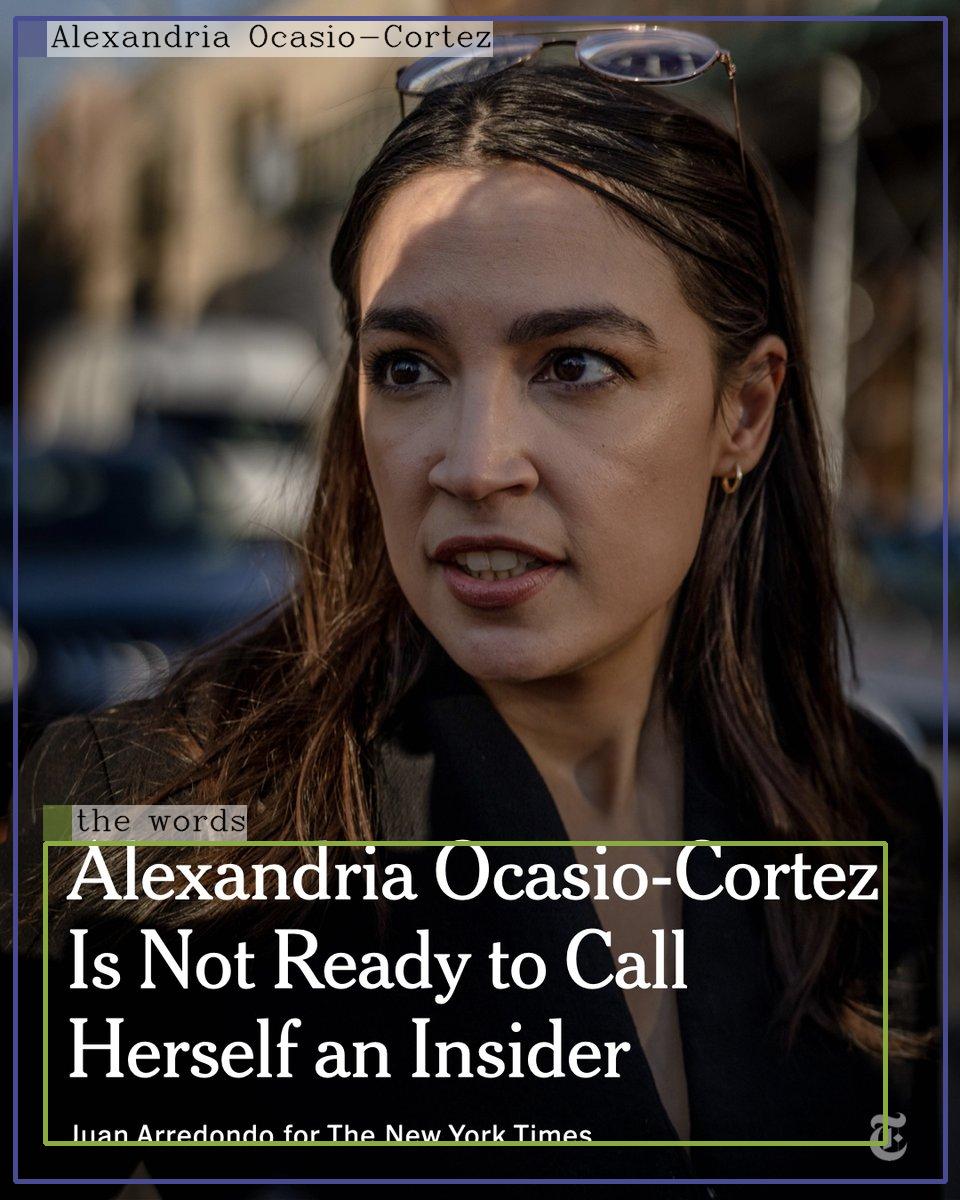 Alexandria Ocasio-Cortez
the words
Alexandria Ocasio-Cortez
Is Not Ready to Call
Herself an Insider
Juan Arredondo for The New York Times
T